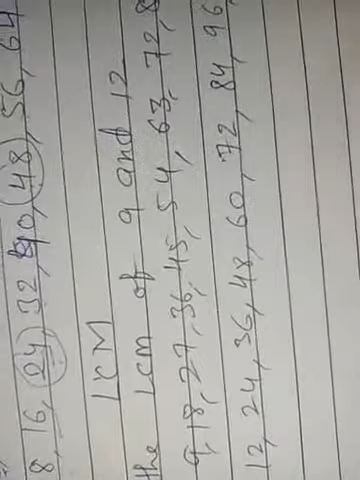 8, 16, 24, 32, 40, 48, 56, 64
LCM
the LCM of 9 and 12
9, 18, 27, 36, 45, 54, 63, 72, 8
12, 24, 36, 48, 60, 72, 84, 96,